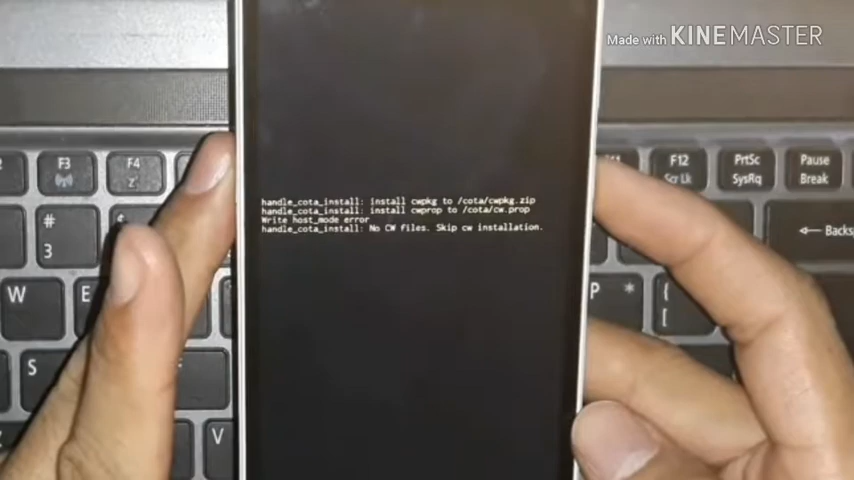 Made with KINEMASTER
handle_cota_install: install cwpkg to /cota/cwpkg.zip
handle_cota_install: install cwprop to /cota/cw.prop
Write host_mode error
handle_cota_install: No CW files. Skip cw installation.
F3
F4
F12
Scr Lk
PrtSc
SysRq
Pause
Break
#
3
$
W
E
S
V
P
*
{
[